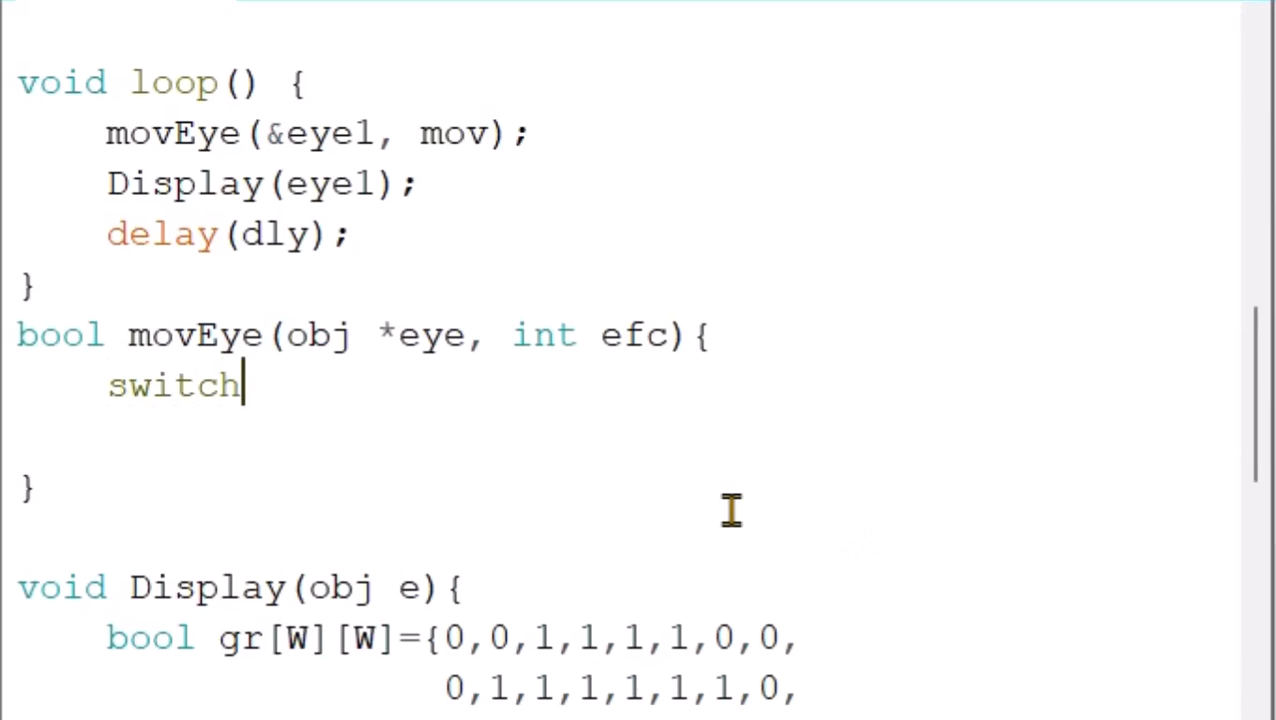 void loop() {
    movEye(&eye1, mov);
    Display(eye1);
    delay(dly);
}
bool movEye(obj *eye, int efc){
    switch

}

void Display(obj e){
    bool gr[W][W]={0,0,1,1,1,1,0,0,
                   0,1,1,1,1,1,1,0,